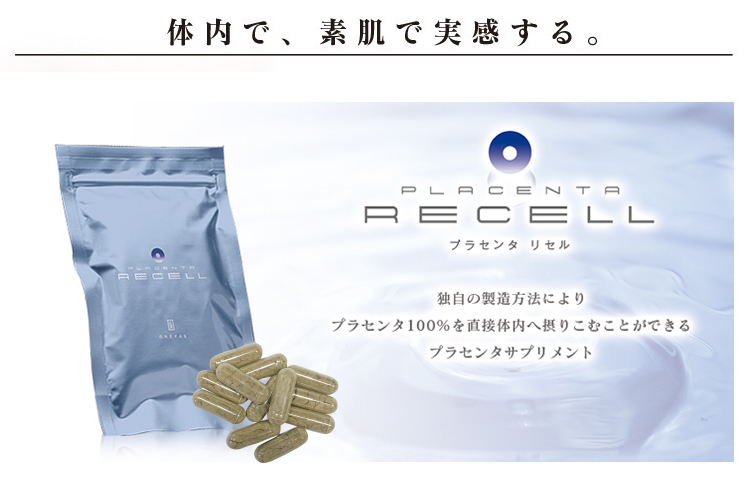 体内で、素肌で実感する。
PLACENTA
RECELL
プラセンタ リセル
独自の製造方法により
プラセンタ100%を直接体内へ摂りこむことができる
プラセンタサプリメント
PLACENTA
RECELL